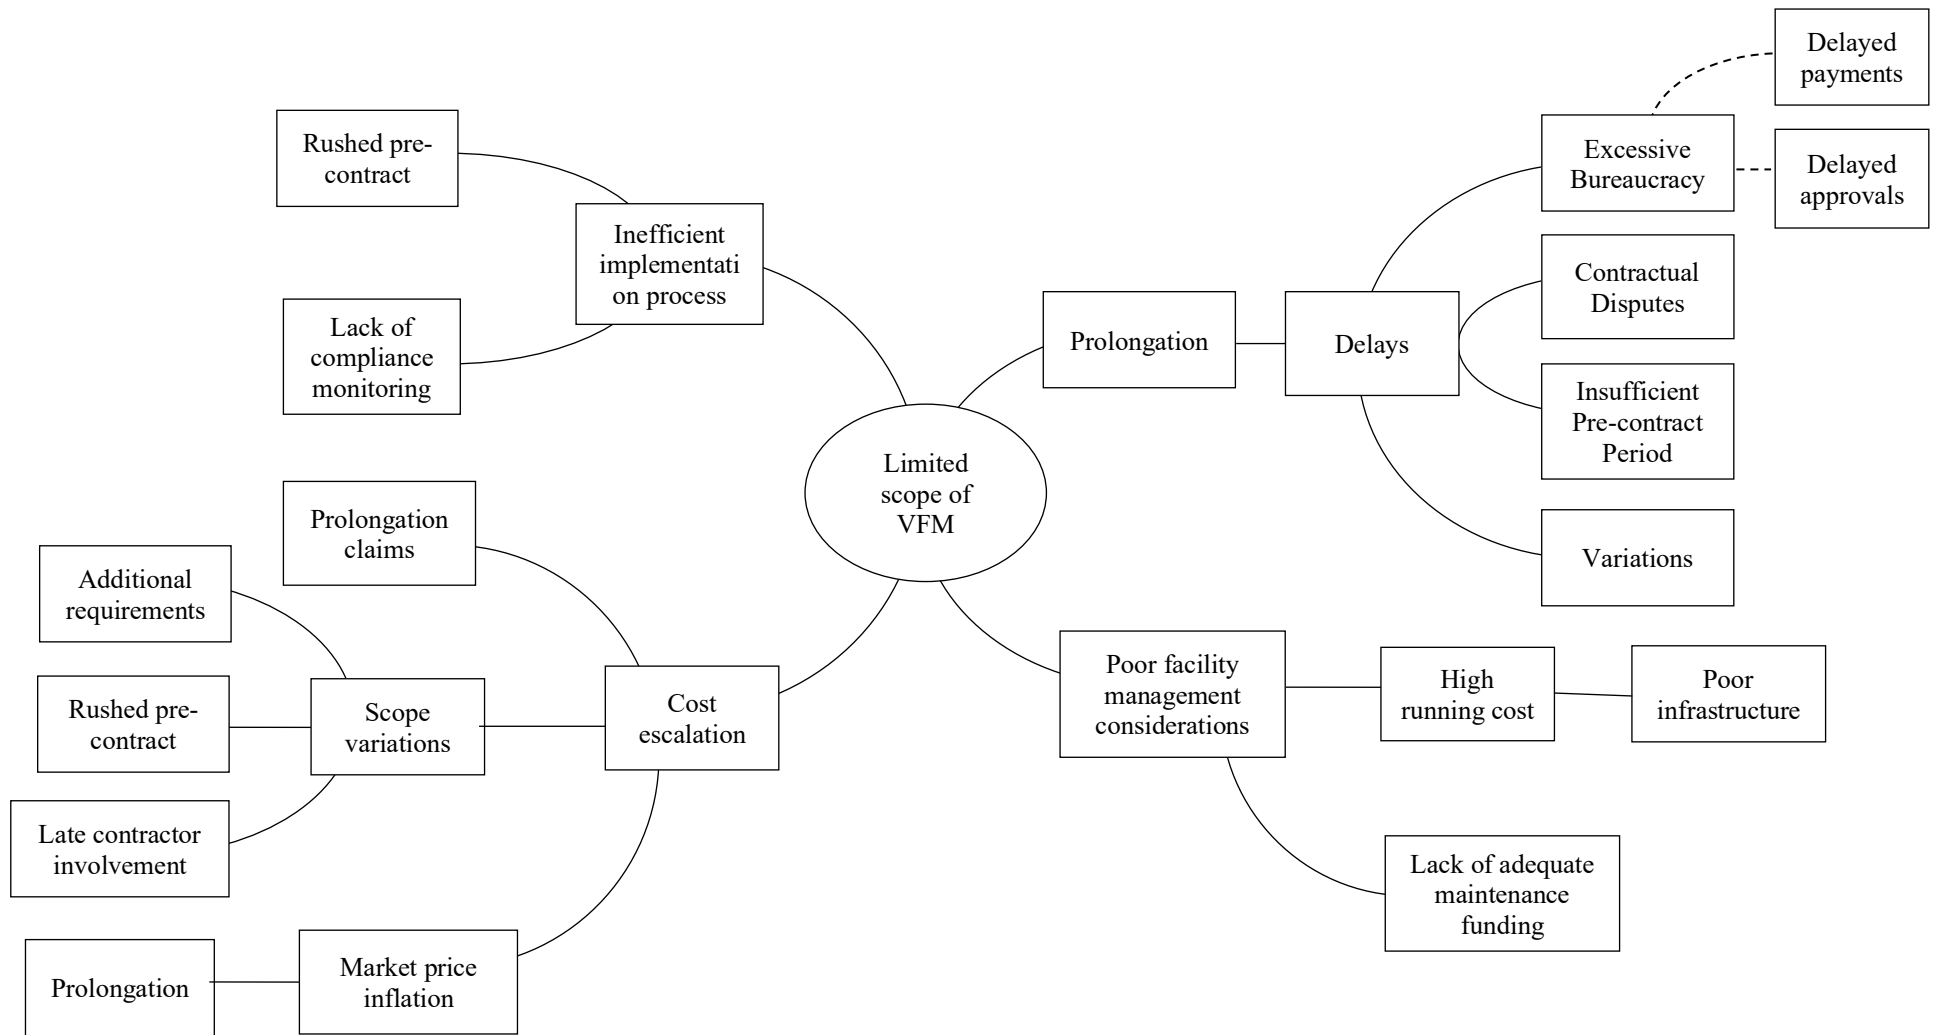 Delayed
payments
Rushed pre-
contract
Excessive
Bureaucracy
Delayed
approvals
Inefficient
implementati
on process
Contractual
Disputes
Lack of
compliance
monitoring
Prolongation
Delays
Insufficient
Pre-contract
Period
Limited
scope of
VFM
Prolongation
claims
Variations
Additional
requirements
Poor facility
management
considerations
High
running cost
Poor
infrastructure
Rushed pre-
contract
Scope
variations
Cost
escalation
Late contractor
involvement
Lack of adequate
maintenance
funding
Prolongation
Market price
inflation